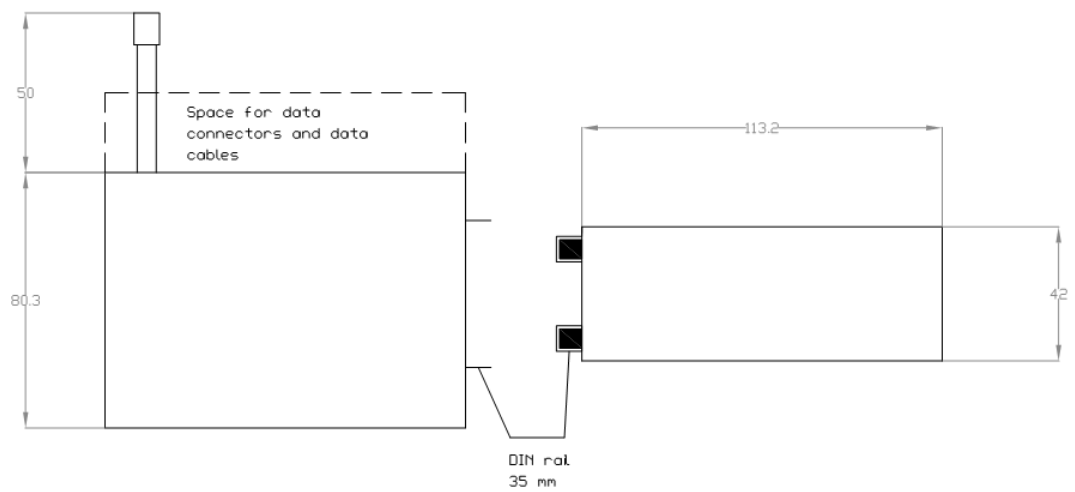 50
Space for data
connectors and data
cables
113.2
80.3
42
DIN rail
35 mm